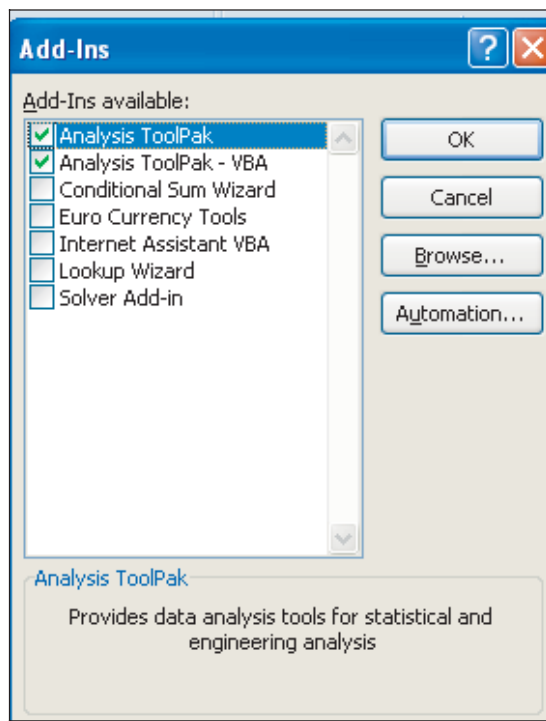 Add-Ins
?
Add-Ins available:
Analysis ToolPak
Analysis ToolPak - VBA
Conditional Sum Wizard
Euro Currency Tools
Internet Assistant VBA
Lookup Wizard
Solver Add-in
OK
Cancel
Browse...
Automation...
Analysis ToolPak
Provides data analysis tools for statistical and
engineering analysis